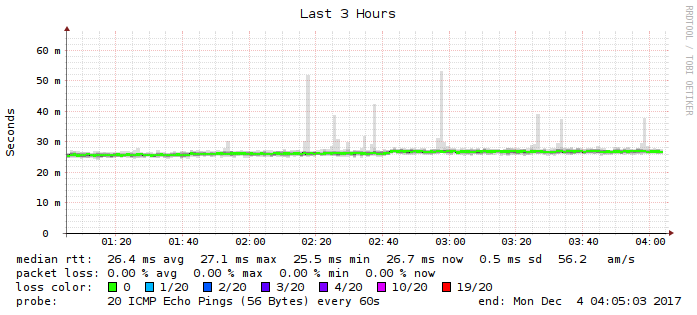 Last 3 Hours
RRDTOOL / TOBI OETIKER
Seconds
60 m
50 m
40 m
30 m
20 m
10 m
0
01:20 01:40 02:00 02:20 02:40 03:00 03:20 03:40 04:00
median rtt: 26.4 ms avg 27.1 ms max 25.5 ms min 26.7 ms now 0.5 ms sd 56.2 am/s
packet loss: 0.00 % avg 0.00 % max 0.00 % min 0.00 % now
loss color: 0 1/20 2/20 3/20 4/20 10/20 19/20
probe: 20 ICMP Echo Pings (56 Bytes) every 60s end: Mon Dec 4 04:05:03 2017